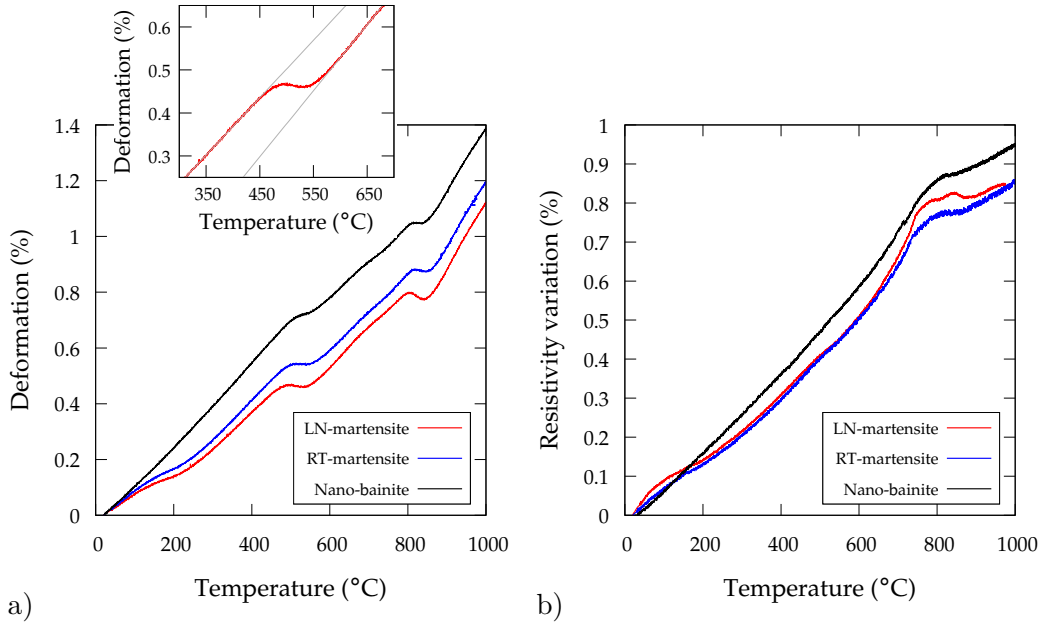 0.6
0.5
0.4
0.3
Deformation (%)
350
450
550
650
Temperature (°C)
1.4
1.2
1
0.8
0.6
0.4
0.2
0
Deformation (%)
LN-martensite
RT-martensite
Nano-bainite
0
200
400
600
800
1000
Temperature (°C)
a)
1
0.9
0.8
0.7
0.6
0.5
0.4
0.3
0.2
0.1
0
Resistivity variation (%)
LN-martensite
RT-martensite
Nano-bainite
0
200
400
600
800
1000
Temperature (°C)
b)